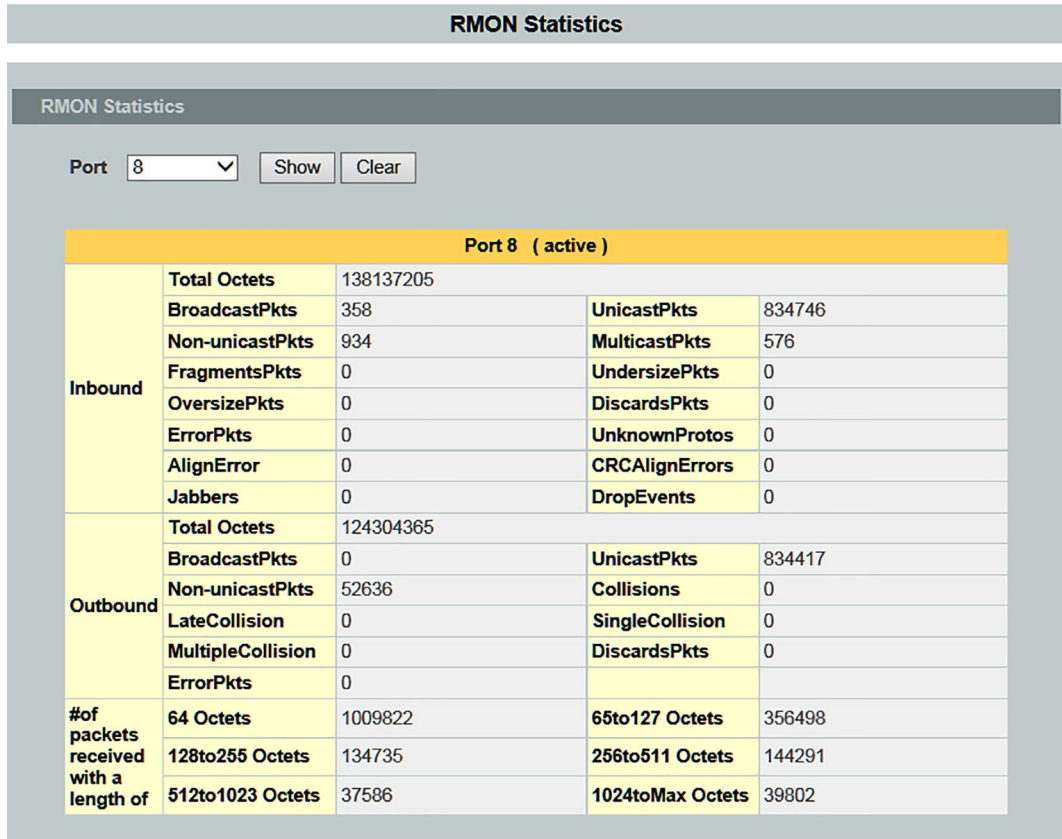 RMON Statistics
RMON Statistics
Port 8 Show Clear
Port 8 ( active )
Inbound
Total Octets 138137205
BroadcastPkts 358 UnicastPkts 834746
Non-unicastPkts 934 MulticastPkts 576
FragmentsPkts 0 UndersizePkts 0
OversizePkts 0 DiscardsPkts 0
ErrorPkts 0 UnknownProtos 0
AlignError 0 CRCAlignErrors 0
Jabbers 0 DropEvents 0
Outbound
Total Octets 124304365
BroadcastPkts 0 UnicastPkts 834417
Non-unicastPkts 52636 Collisions 0
LateCollision 0 SingleCollision 0
MultipleCollision 0 DiscardsPkts 0
ErrorPkts 0
#of
packets
received
with a
length of
64 Octets 1009822 65to127 Octets 356498
128to255 Octets 134735 256to511 Octets 144291
512to1023 Octets 37586 1024toMax Octets 39802